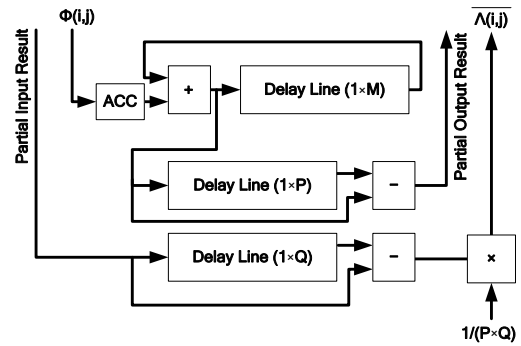 Φ(i,j)
Λ(i,j)
Partial Input Result
Partial Output Result
ACC
+
Delay Line (1×M)
Delay Line (1×P)
-
Delay Line (1×Q)
-
×
1/(P×Q)